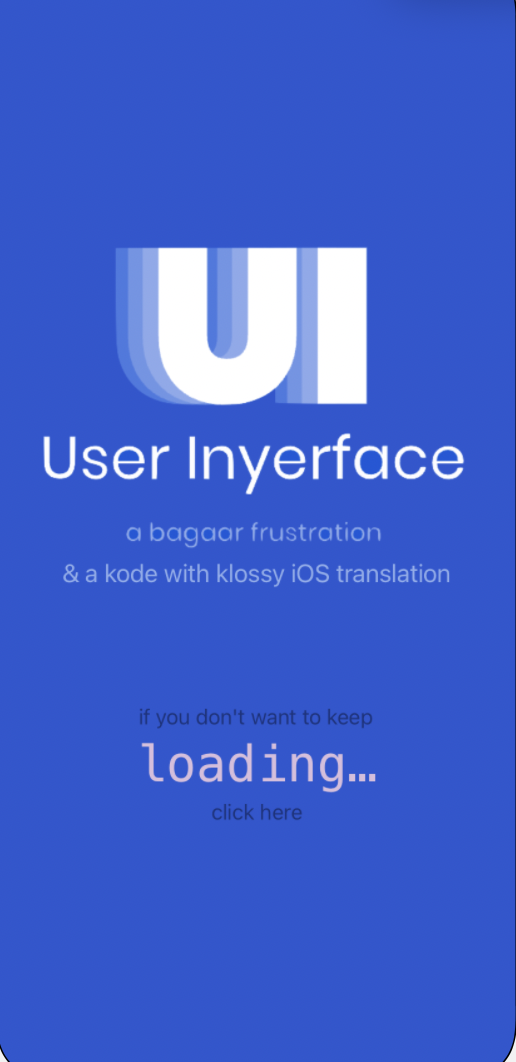 UI
User Inyerface
a bagaar frustration
& a kode with klossy iOS translation
if you don't want to keep
loading…
click here